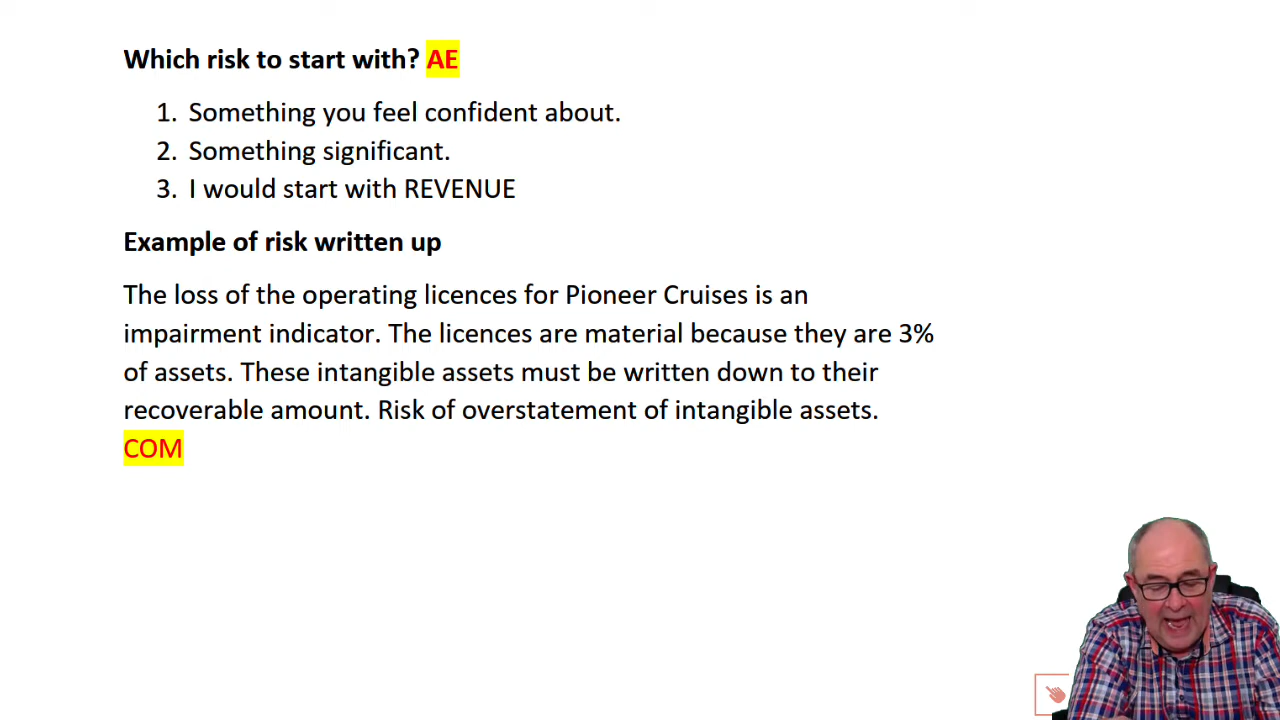 Which risk to start with? AE
1. Something you feel confident about.
2. Something significant.
3. I would start with REVENUE
Example of risk written up
The loss of the operating licences for Pioneer Cruises is an
impairment indicator. The licences are material because they are 3%
of assets. These intangible assets must be written down to their
recoverable amount. Risk of overstatement of intangible assets.
COM